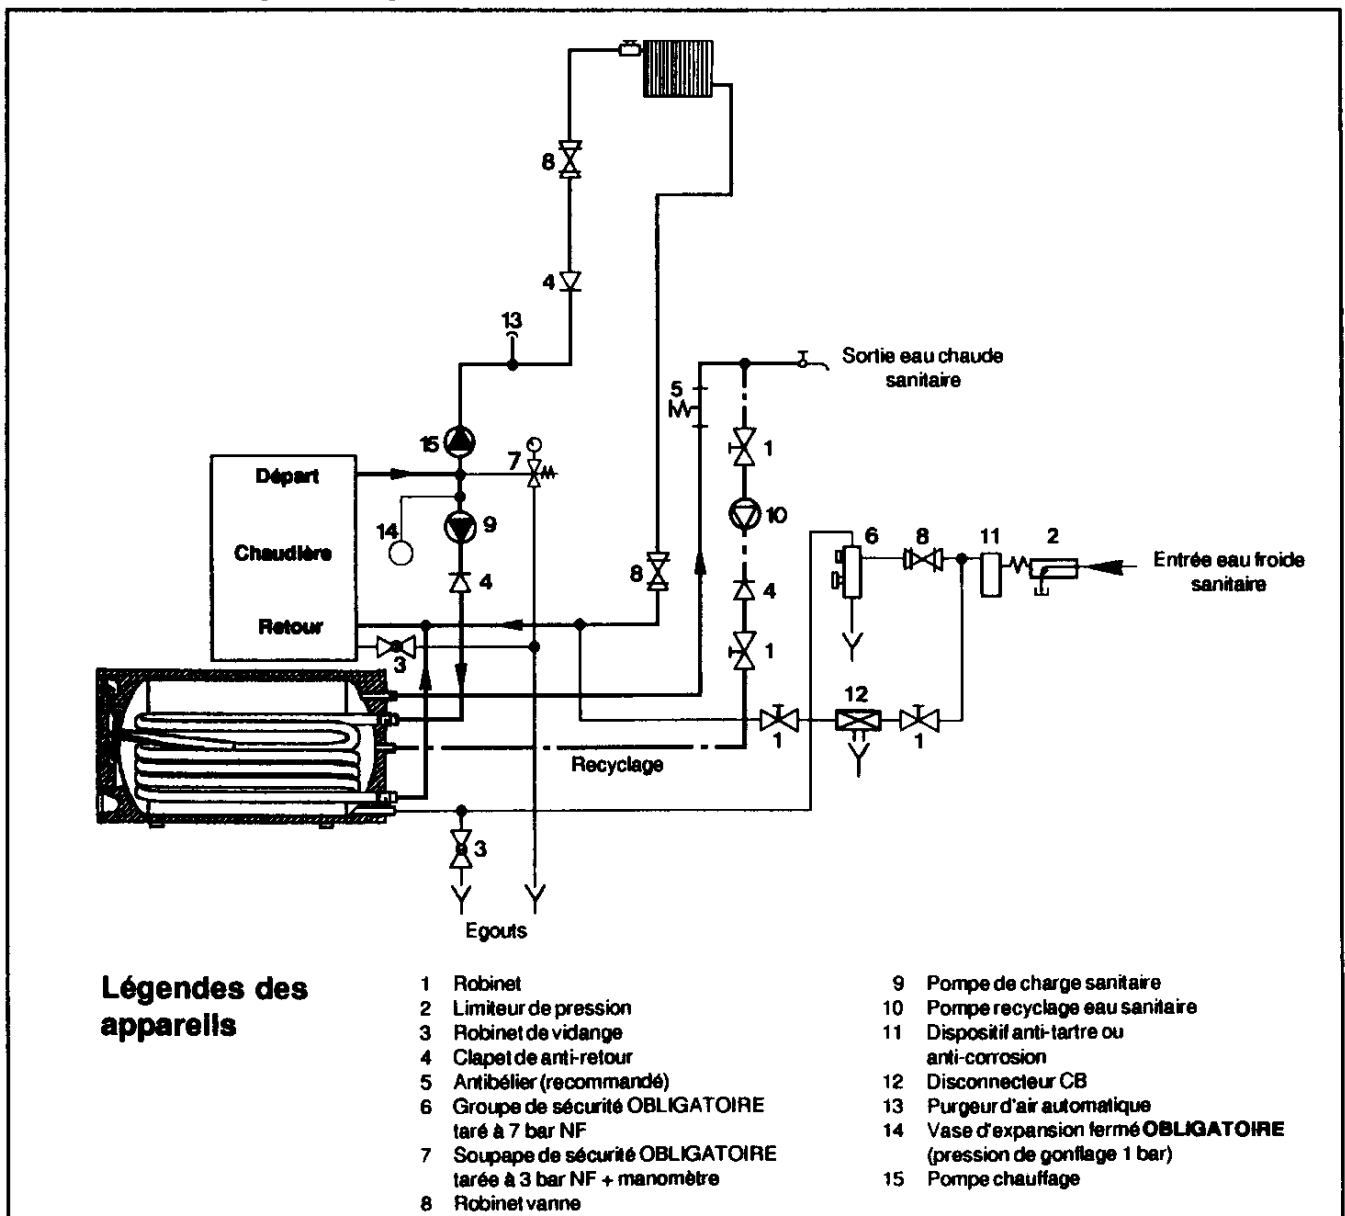 8
4
13
Sortie eau chaude
sanitaire
5
15
7
1
Départ
14
9
10
6
8
11
2
Chaudière
Entrée eau froide
sanitaire
4
8
4
Retour
3
1
12
1
1
Recyclage
3
Egouts
Légendes des
appareils
1 Robinet
2 Limiteur de pression
3 Robinet de vidange
4 Clapet de anti-retour
5 Antibélier (recommandé)
6 Groupe de sécurité OBLIGATOIRE
taré à 7 bar NF
7 Soupape de sécurité OBLIGATOIRE
tarée à 3 bar NF + manomètre
8 Robinet vanne
9 Pompe de charge sanitaire
10 Pompe recyclage eau sanitaire
11 Dispositif anti-tartre ou
anti-corrosion
12 Disconnecteur CB
13 Purgeur d'air automatique
14 Vase d'expansion fermé OBLIGATOIRE
(pression de gonflage 1 bar)
15 Pompe chauffage